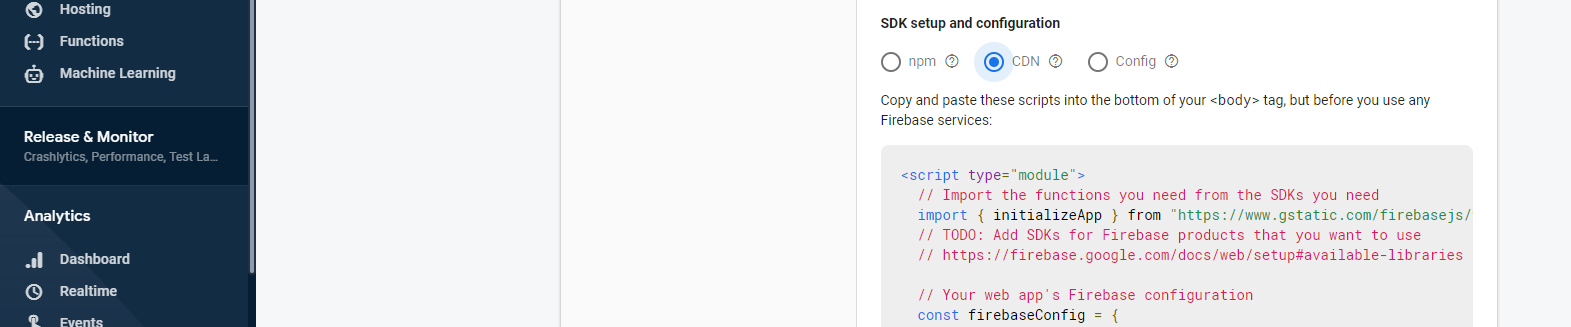 Hosting
Functions
Machine Learning
Release & Monitor
Crashlytics, Performance, Test La...
Analytics
Dashboard
Realtime
Events
SDK setup and configuration
npm CDN Config
Copy and paste these scripts into the bottom of your <body> tag, but before you use any
Firebase services:
<script type="module">
// Import the functions you need from the SDKs you need
import { initializeApp } from "https://www.gstatic.com/firebasejs/
// TODO: Add SDKs for Firebase products that you want to use
// https://firebase.google.com/docs/web/setup#available-libraries
// Your web app's Firebase configuration
const firebaseConfig = {